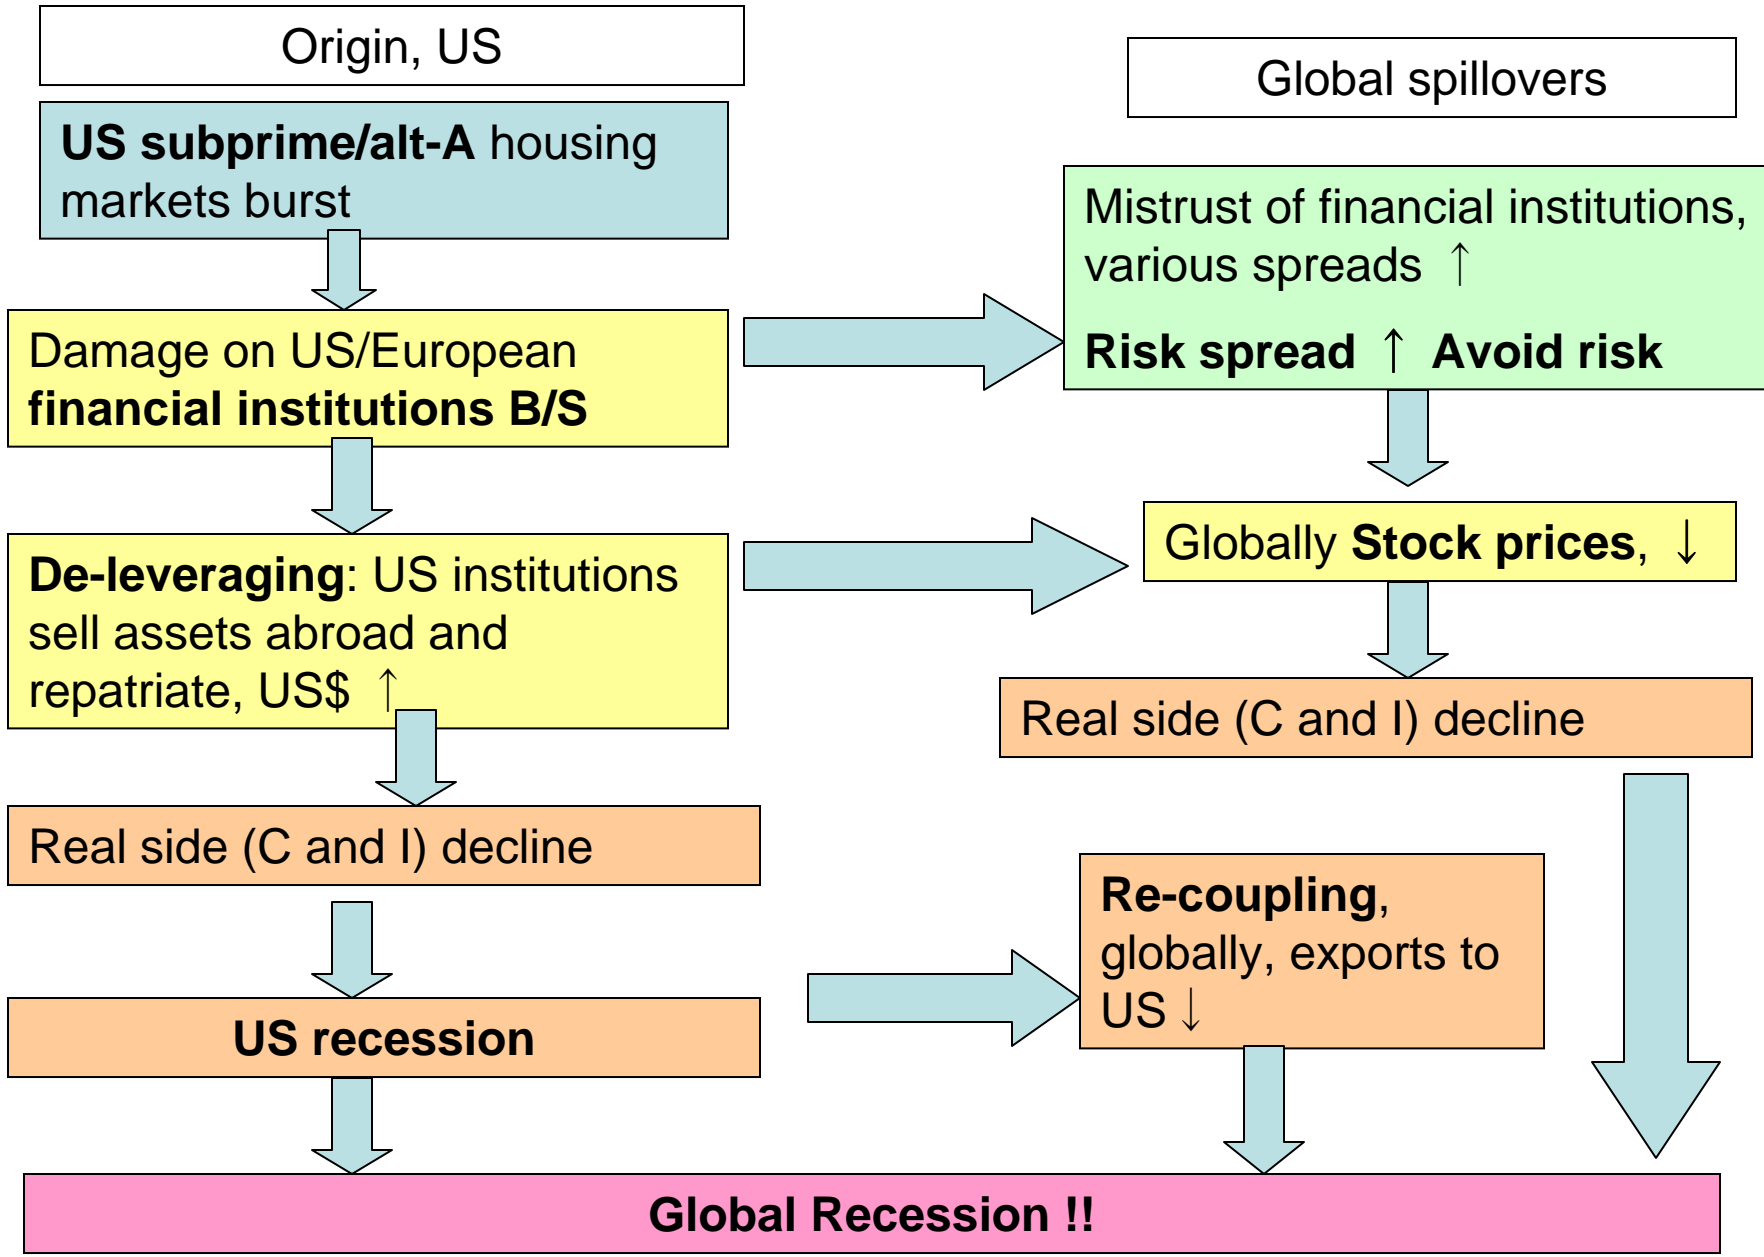 Origin, US
US subprime/alt-A housing
markets burst
Damage on US/European
financial institutions B/S
De-leveraging: US institutions
sell assets abroad and
repatriate, US$ ↑
Real side (C and I) decline
US recession
Global spillovers
Mistrust of financial institutions,
various spreads ↑
Risk spread ↑ Avoid risk
Globally Stock prices, ↓
Real side (C and I) decline
Re-coupling,
globally, exports to
US ↓
Global Recession !!